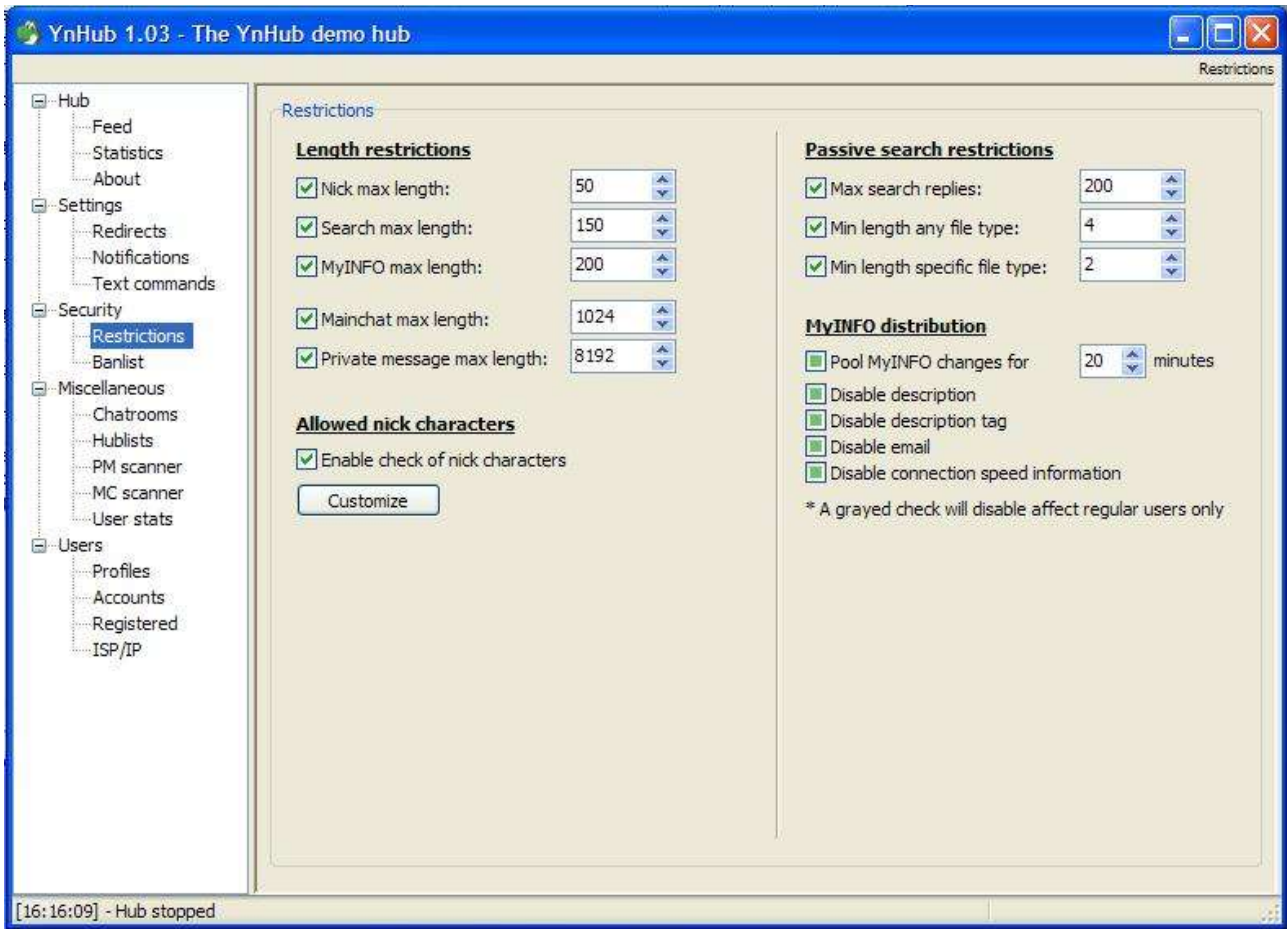 YnHub 1.03 - The YnHub demo hub
Restrictions
Hub
Feed
Statistics
About
Settings
Redirects
Notifications
Text commands
Security
Restrictions
Banlist
Miscellaneous
Chatrooms
Hublists
PM scanner
MC scanner
User stats
Users
Profiles
Accounts
Registered
ISP/IP
Restrictions
Length restrictions
Nick max length: 50
Search max length: 150
MyINFO max length: 200
Mainchat max length: 1024
Private message max length: 8192
Allowed nick characters
Enable check of nick characters
Customize
Passive search restrictions
Max search replies: 200
Min length any file type: 4
Min length specific file type: 2
MyINFO distribution
Pool MyINFO changes for 20 minutes
Disable description
Disable description tag
Disable email
Disable connection speed information
* A grayed check will disable affect regular users only
[16:16:09] - Hub stopped